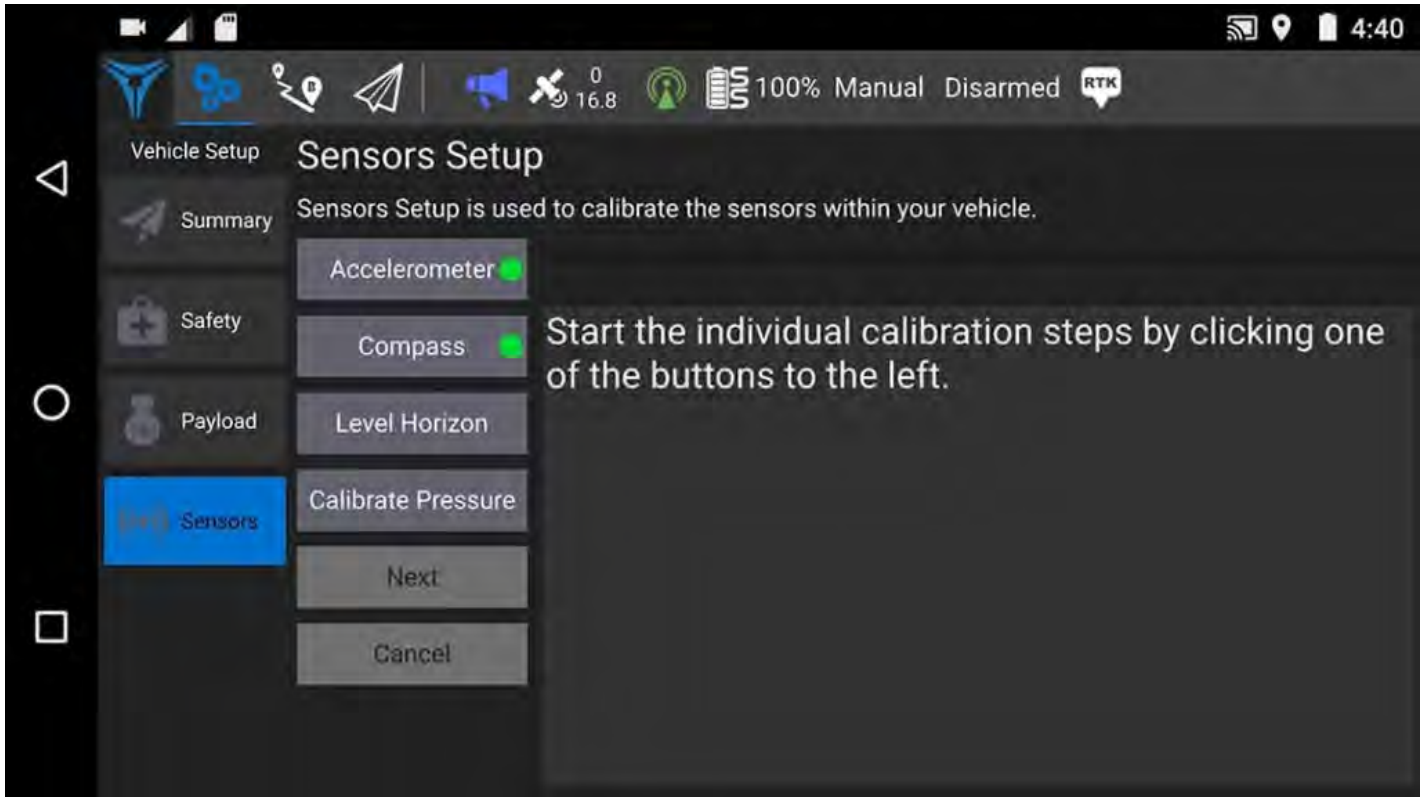 4:40
0
16.8
100% Manual Disarmed RTK
Vehicle Setup
Sensors Setup
Sensors Setup is used to calibrate the sensors within your vehicle.
Summary
Safety
Payload
Sensors
Accelerometer
Compass
Level Horizon
Calibrate Pressure
Next
Cancel
Start the individual calibration steps by clicking one
of the buttons to the left.